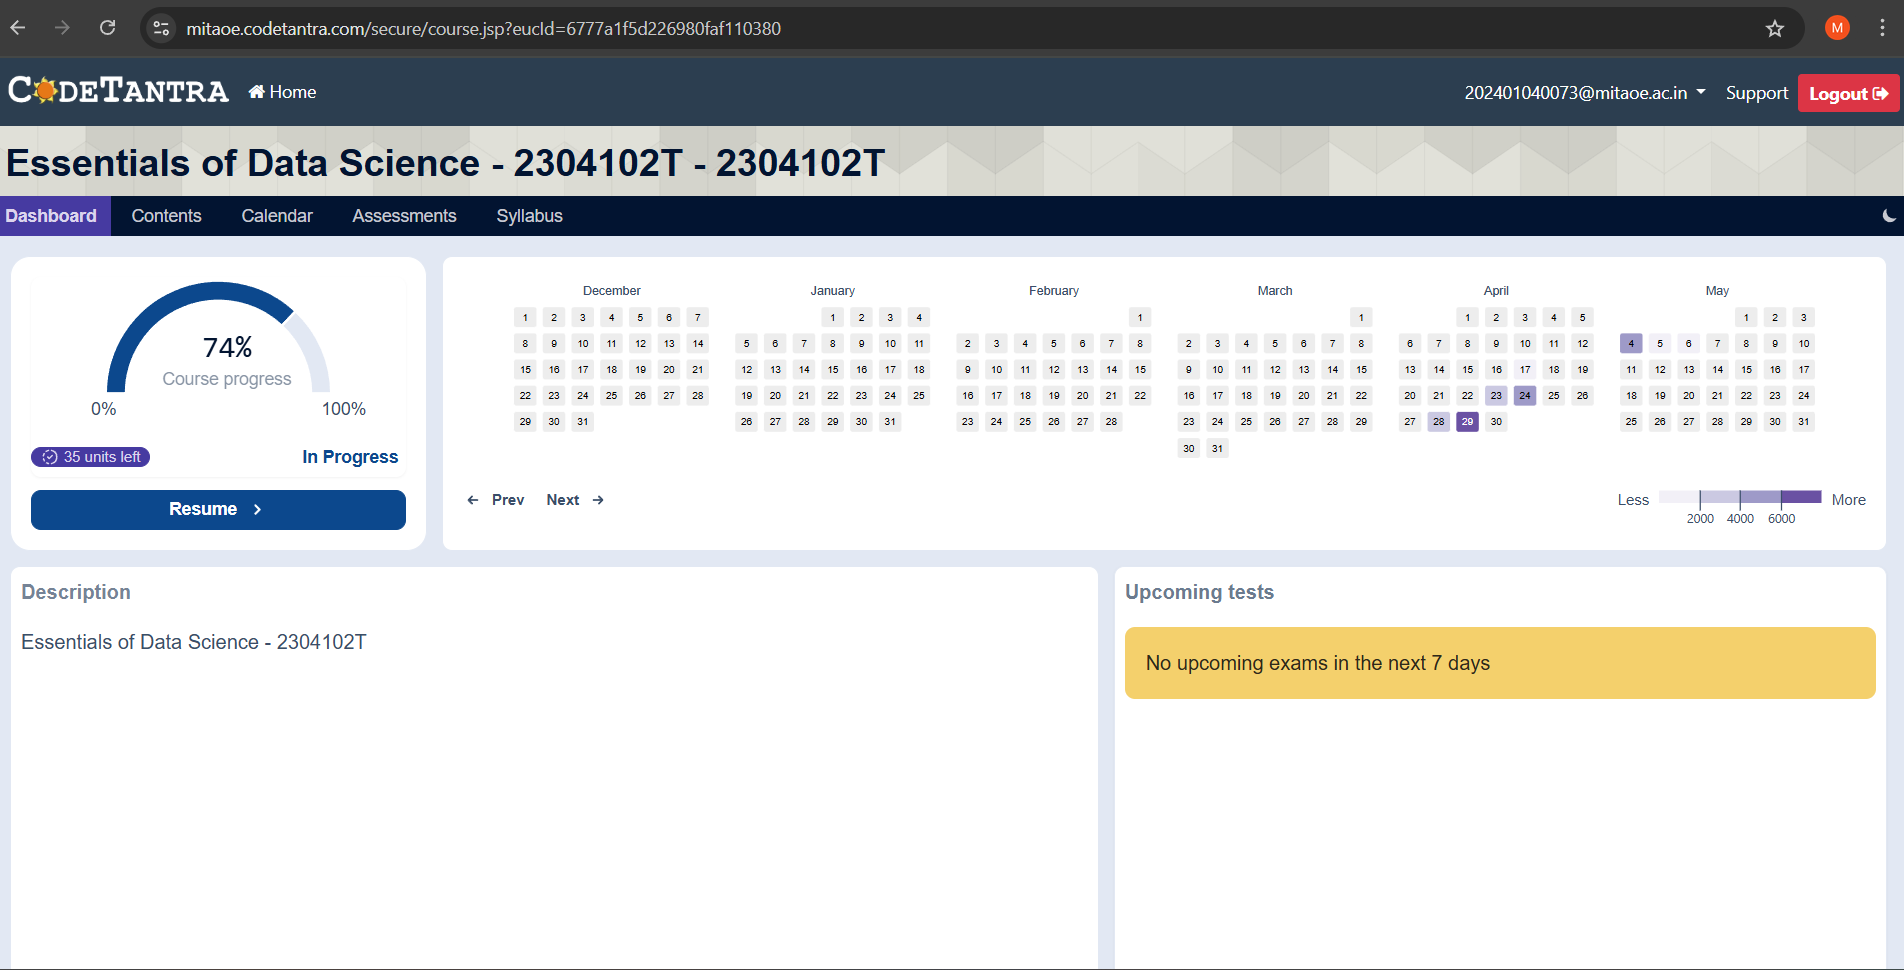 mitaoe.codetantra.com/secure/course.jsp?eucId=6777a1f5d226980faf110380
M
CODETANTRA Home 202401040073@mitaoe.ac.in Support Logout
Essentials of Data Science - 2304102T - 2304102T
Dashboard Contents Calendar Assessments Syllabus
74%
Course progress
0% 100%
35 units left In Progress
Resume
December
1 2 3 4 5 6 7
8 9 10 11 12 13 14
15 16 17 18 19 20 21
22 23 24 25 26 27 28
29 30 31
January
1 2 3 4
5 6 7 8 9 10 11
12 13 14 15 16 17 18
19 20 21 22 23 24 25
26 27 28 29 30 31
February
1
2 3 4 5 6 7 8
9 10 11 12 13 14 15
16 17 18 19 20 21 22
23 24 25 26 27 28
March
1
2 3 4 5 6 7 8
9 10 11 12 13 14 15
16 17 18 19 20 21 22
23 24 25 26 27 28 29
30 31
April
1 2 3 4 5
6 7 8 9 10 11 12
13 14 15 16 17 18 19
20 21 22 23 24 25 26
27 28 29 30
May
1 2 3
4 5 6 7 8 9 10
11 12 13 14 15 16 17
18 19 20 21 22 23 24
25 26 27 28 29 30 31
Prev Next
Less More
2000 4000 6000
Description
Essentials of Data Science - 2304102T
Upcoming tests
No upcoming exams in the next 7 days